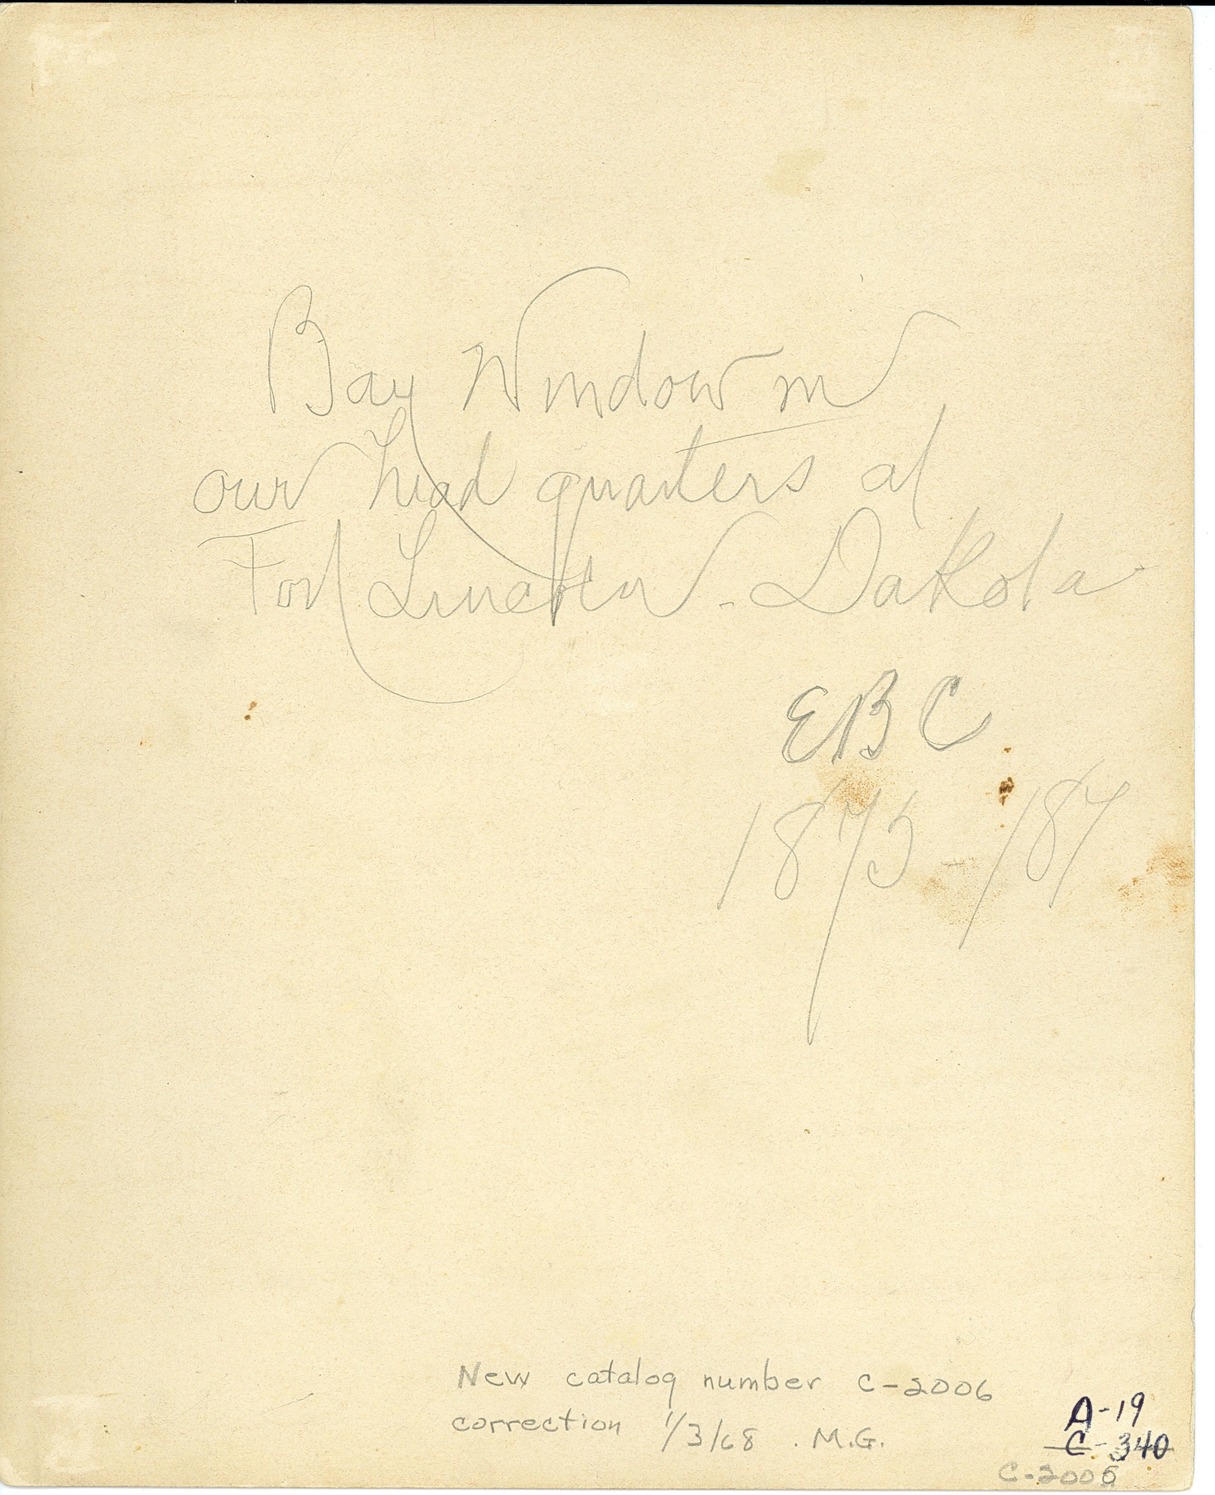 Bay Window in
our head quarters at
Fort Lincoln - Dakota
EBC
1875 - 187
New catalog number C-2006
correction 1/3/68 . M.G.
A-19
C-340
C-2006